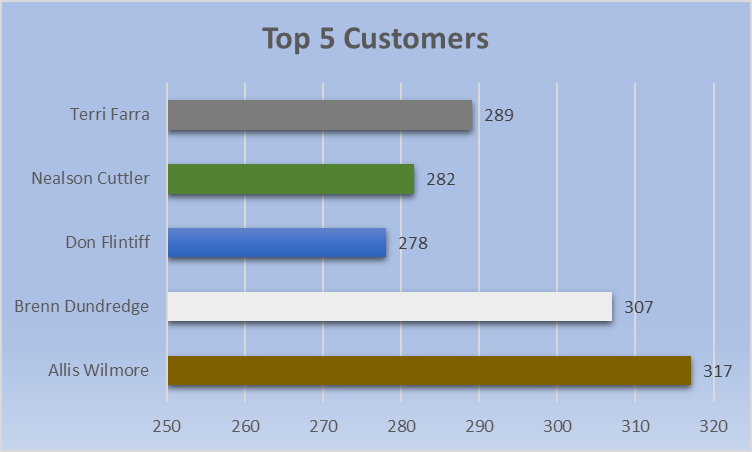 Top 5 Customers
Terri Farra 289
Nealson Cuttler 282
Don Flintiff 278
Brenn Dundredge 307
Allis Wilmore 317
250 260 270 280 290 300 310 320